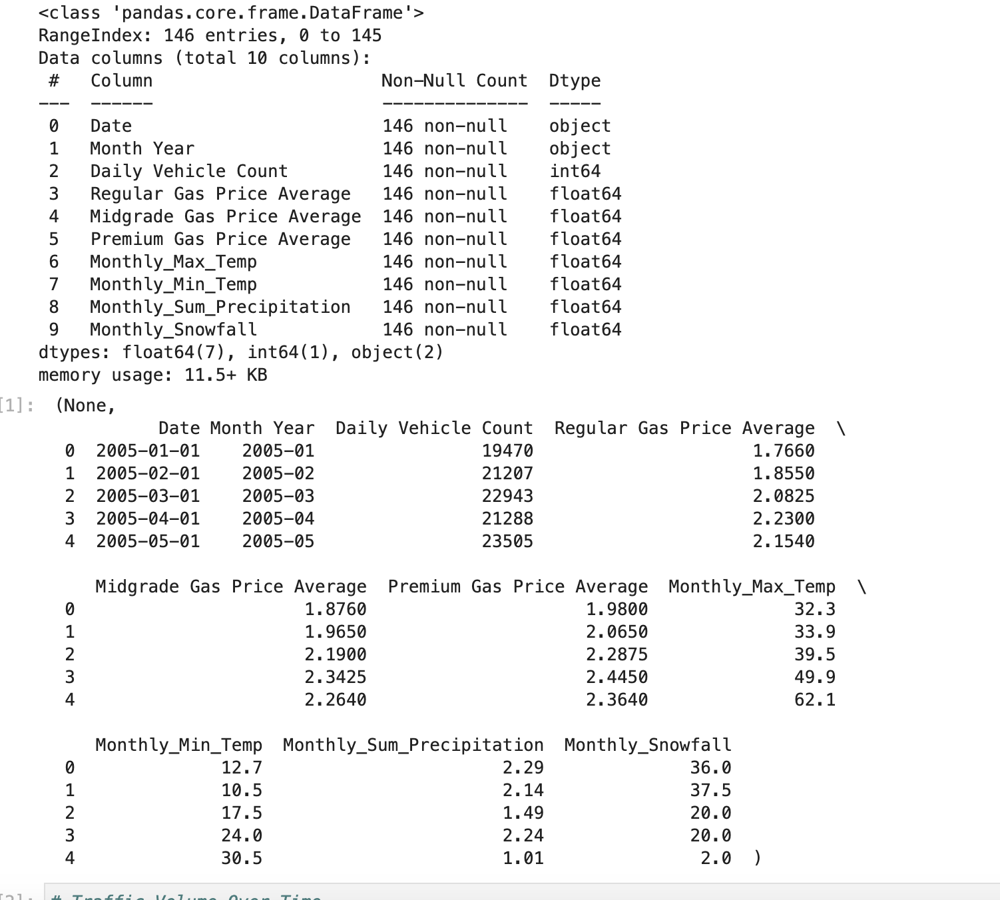 <class 'pandas.core.frame.DataFrame'>
RangeIndex: 146 entries, 0 to 145
Data columns (total 10 columns):
 #   Column                      Non-Null Count  Dtype
---  ------                      --------------  -----
 0   Date                        146 non-null    object
 1   Month Year                  146 non-null    object
 2   Daily Vehicle Count         146 non-null    int64
 3   Regular Gas Price Average   146 non-null    float64
 4   Midgrade Gas Price Average  146 non-null    float64
 5   Premium Gas Price Average   146 non-null    float64
 6   Monthly_Max_Temp            146 non-null    float64
 7   Monthly_Min_Temp            146 non-null    float64
 8   Monthly_Sum_Precipitation   146 non-null    float64
 9   Monthly_Snowfall            146 non-null    float64
dtypes: float64(7), int64(1), object(2)
memory usage: 11.5+ KB
[1]: (None,
          Date Month Year  Daily Vehicle Count  Regular Gas Price Average  \
 0  2005-01-01    2005-01                19470                     1.7660
 1  2005-02-01    2005-02                21207                     1.8550
 2  2005-03-01    2005-03                22943                     2.0825
 3  2005-04-01    2005-04                21288                     2.2300
 4  2005-05-01    2005-05                23505                     2.1540
    Midgrade Gas Price Average  Premium Gas Price Average  Monthly_Max_Temp  \
 0                      1.8760                     1.9800              32.3
 1                      1.9650                     2.0650              33.9
 2                      2.1900                     2.2875              39.5
 3                      2.3425                     2.4450              49.9
 4                      2.2640                     2.3640              62.1
    Monthly_Min_Temp  Monthly_Sum_Precipitation  Monthly_Snowfall
 0              12.7                       2.29              36.0
 1              10.5                       2.14              37.5
 2              17.5                       1.49              20.0
 3              24.0                       2.24              20.0
 4              30.5                       1.01               2.0  )
[2]: # Traffic Volume Over Time